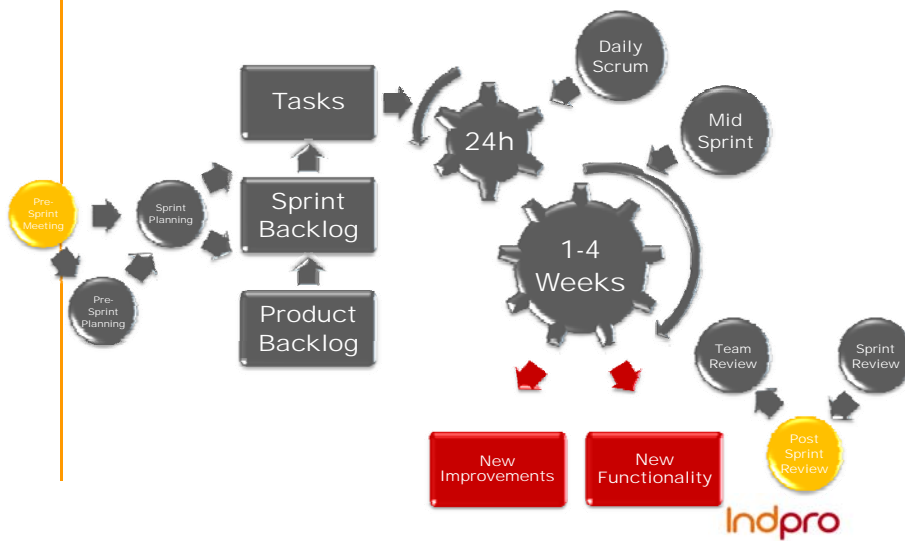 Daily
Scrum
Tasks
Mid
Sprint
24h
Pre-
Sprint
Meeting
Sprint
Planning
Sprint
Backlog
1-4
Weeks
Pre-
Sprint
Planning
Product
Backlog
Team
Review
Sprint
Review
New
Improvements
New
Functionality
Post
Sprint
Review
Indpro